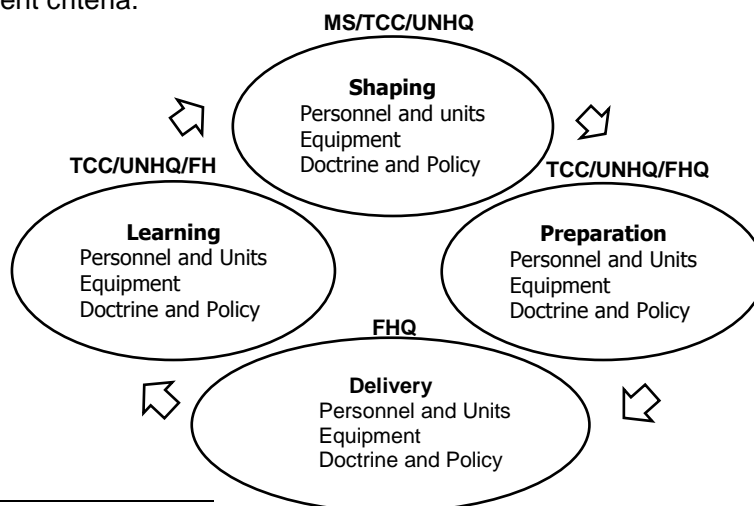 ent criteria.
MS/TCC/UNHQ
Shaping
Personnel and units
Equipment
Doctrine and Policy
TCC/UNHQ/FH
TCC/UNHQ/FHQ
Learning
Personnel and Units
Equipment
Doctrine and Policy
Preparation
Personnel and Units
Equipment
Doctrine and Policy
FHQ
Delivery
Personnel and Units
Equipment
Doctrine and Policy